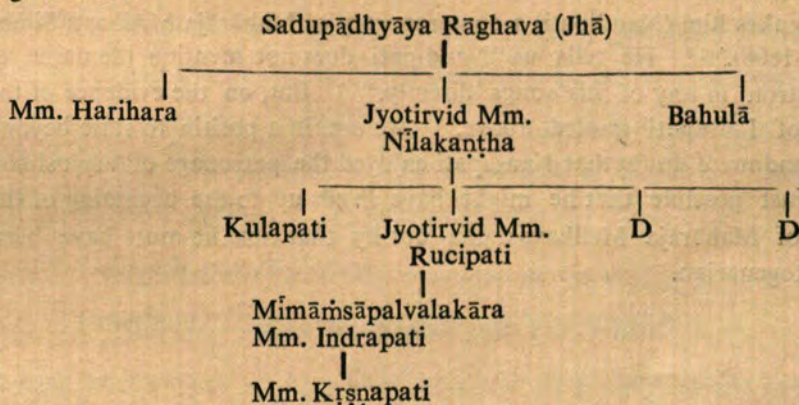 Sadupādhyāya Rāghava (Jhā)
Mm. Harihara
Jyotirvid Mm.
Nīlakaṇṭha
Bahulā
Kulapati
Jyotirvid Mm.
Rucipati
D
D
Mīmāṁsāpalvalakāra
Mm. Indrapati
Mm. Kṛṣṇapati